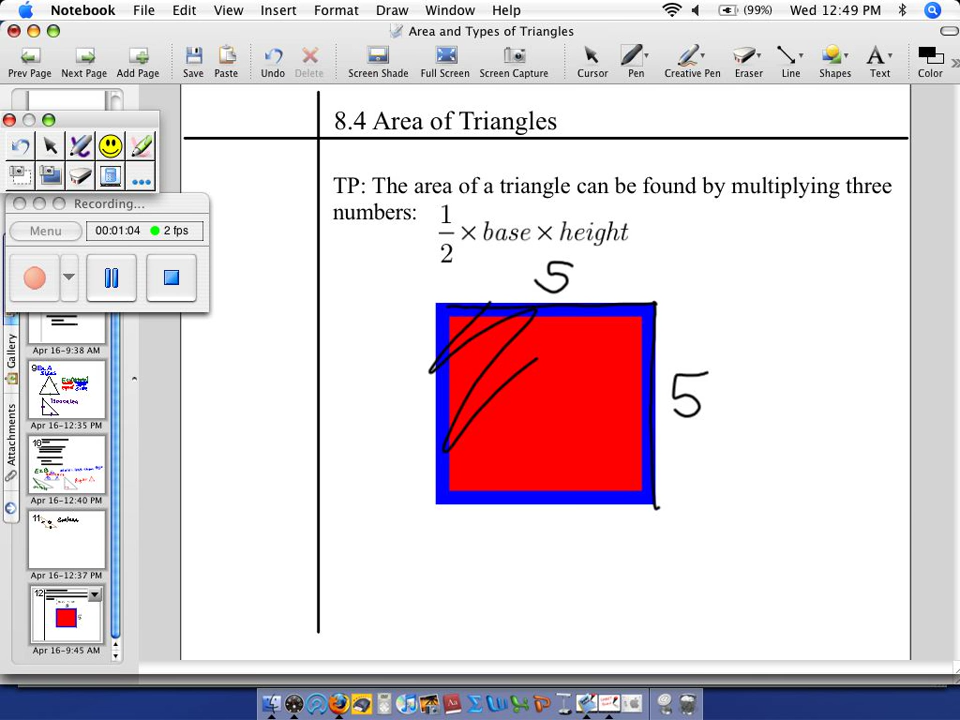 Notebook File Edit View Insert Format Draw Window Help (99%) Wed 12:49 PM
Area and Types of Triangles
Prev Page Next Page Add Page Save Paste Undo Delete Screen Shade Full Screen Screen Capture Cursor Pen Creative Pen Eraser Line Shapes Text Color
8.4 Area of Triangles
TP: The area of a triangle can be found by multiplying three
numbers:
1/2 × base × height
5
5
Recording...
Menu 00:01:04 2 fps
Gallery
Attachments
Apr 16-9:38 AM
9
Apr 16-12:35 PM
10
Apr 16-12:40 PM
11
Apr 16-12:37 PM
12
Apr 16-9:45 AM